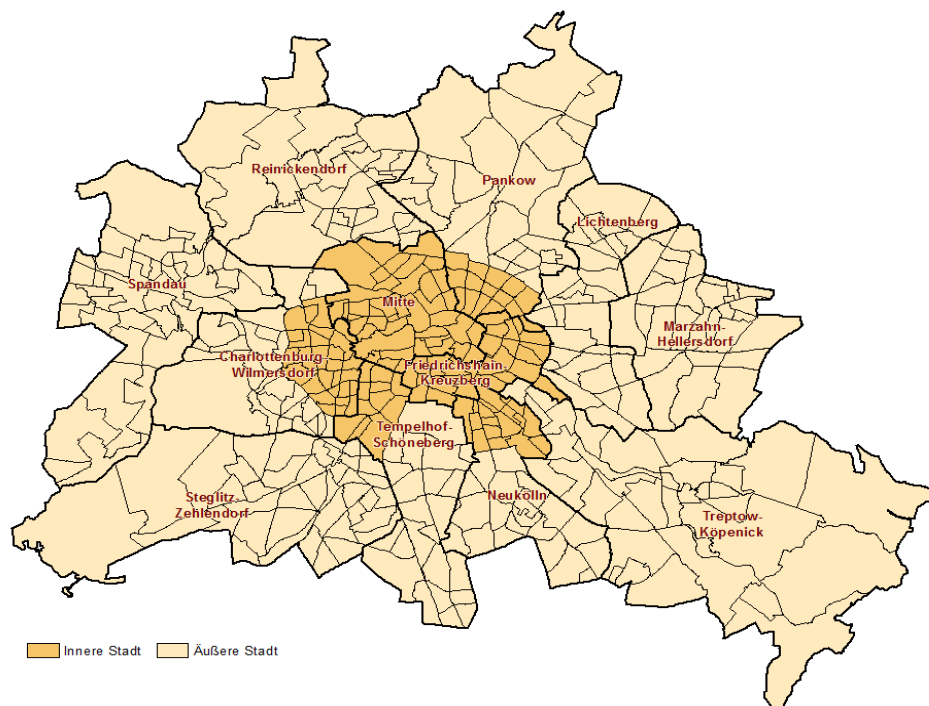 Reinickendorf
Pankow
Lichtenberg
Spandau
Mitte
Marzahn-
Hellersdorf
Charlottenburg-
Wilmersdorf
Friedrichshain-
Kreuzberg
Tempelhof-
Schöneberg
Steglitz-
Zehlendorf
Neukölln
Treptow-
Köpenick
Innere Stadt
Äußere Stadt